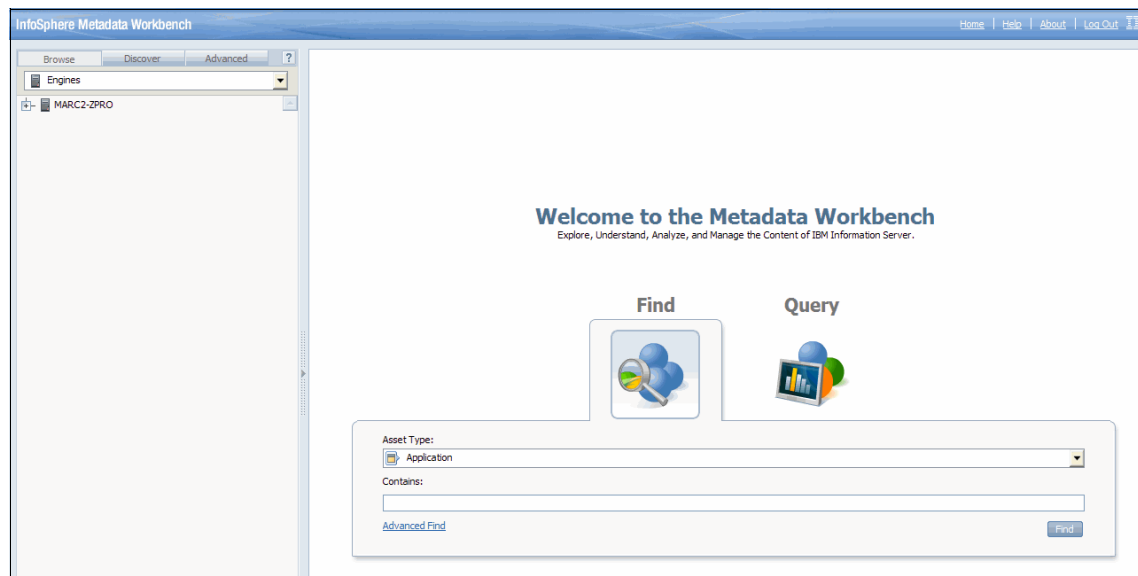 InfoSphere Metadata Workbench
Home | Help | About | Log Out
Browse Discover Advanced ?
Engines
MARC2-ZPRO
Welcome to the Metadata Workbench
Explore, Understand, Analyze, and Manage the Content of IBM Information Server.
Find Query
Asset Type:
Application
Contains:
Advanced Find
Find